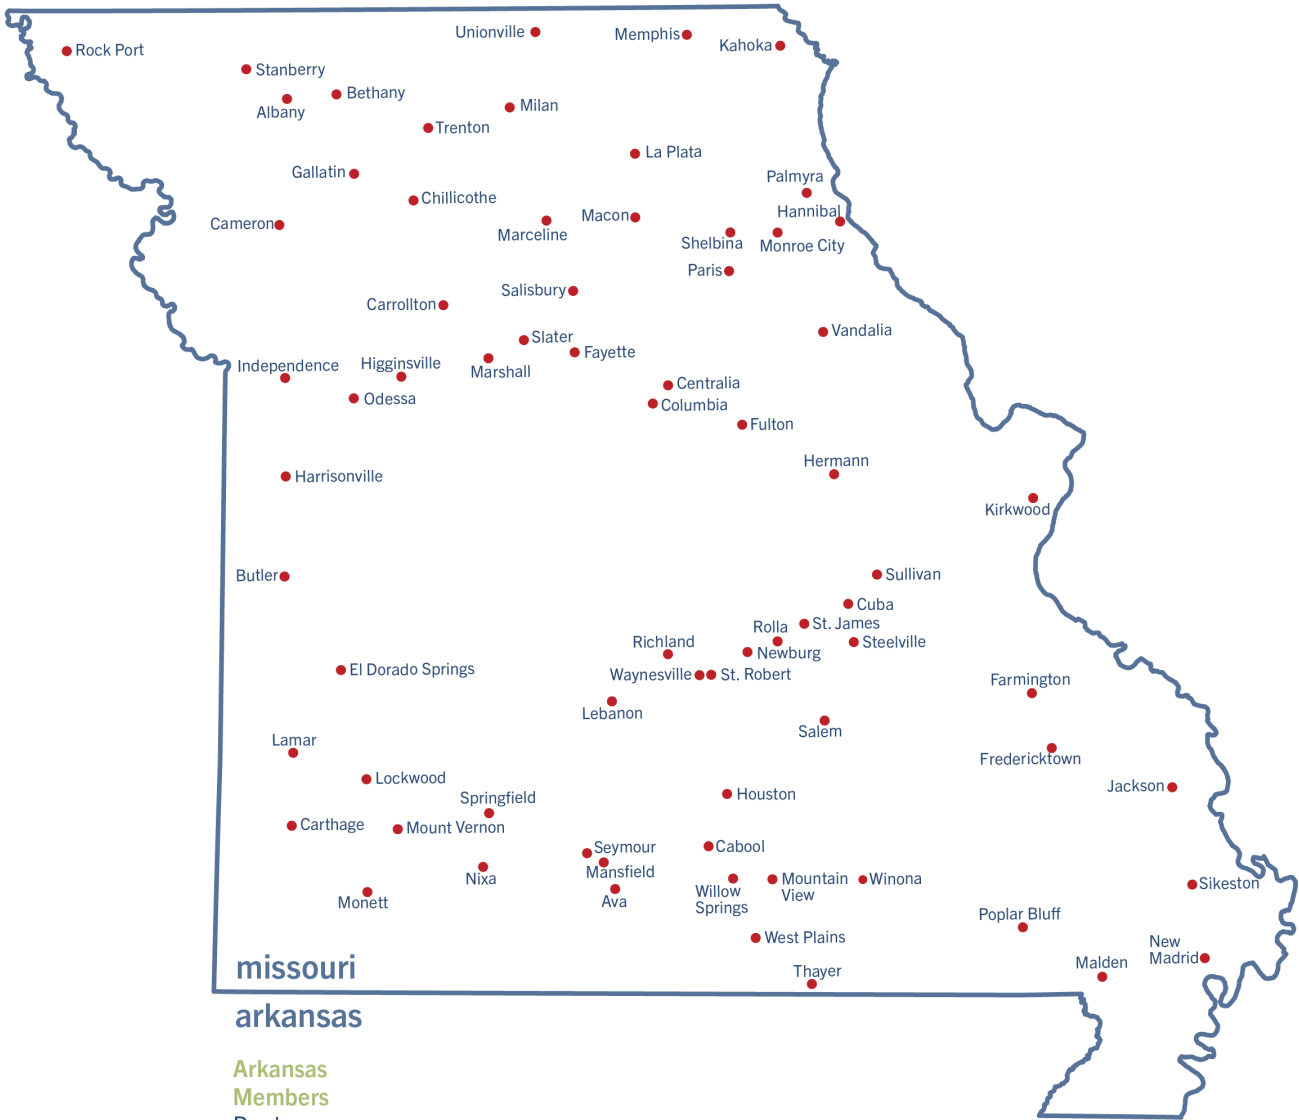 Unionville
Memphis
Kahoka
Rock Port
Stanberry
Bethany
Albany
Milan
Trenton
La Plata
Gallatin
Palmyra
Chillicothe
Hannibal
Macon
Cameron
Marceline
Shelbina
Monroe City
Paris
Salisbury
Carrollton
Vandalia
Slater
Fayette
Independence
Higginsville
Marshall
Centralia
Odessa
Columbia
Fulton
Hermann
Harrisonville
Kirkwood
Butler
Sullivan
Cuba
St. James
Rolla
Richland
Steelville
Newburg
El Dorado Springs
Waynesville
St. Robert
Farmington
Lebanon
Salem
Lamar
Fredericktown
Lockwood
Jackson
Springfield
Houston
Carthage
Mount Vernon
Seymour
Cabool
Mansfield
Nixa
Mountain
View
Winona
Sikeston
Willow
Springs
Monett
Ava
Poplar Bluff
West Plains
New
Madrid
Malden
Thayer
missouri
arkansas
Arkansas
Members